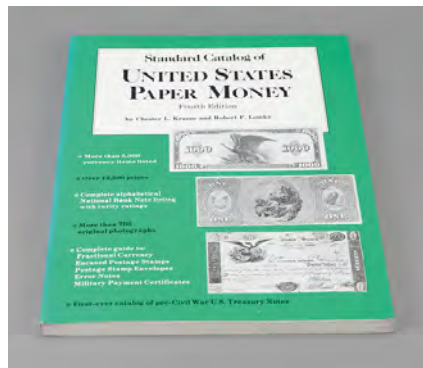 Standard Catalog of
UNITED STATES
PAPER MONEY
Fourth Edition
by Chester L. Krause and Robert F. Lemke
More than 5,000
currency items listed
Over 13,500 prices
Complete alphabetical
National Bank Note listing
with rarity ratings
More than 700
original photographs
Complete guide to:
Fractional Currency
Encased Postage Stamps
Postage Stamp Envelopes
Error Notes
Military Payment Certificates
First-ever catalog of pre-Civil War U.S. Treasury Notes
1000 1000